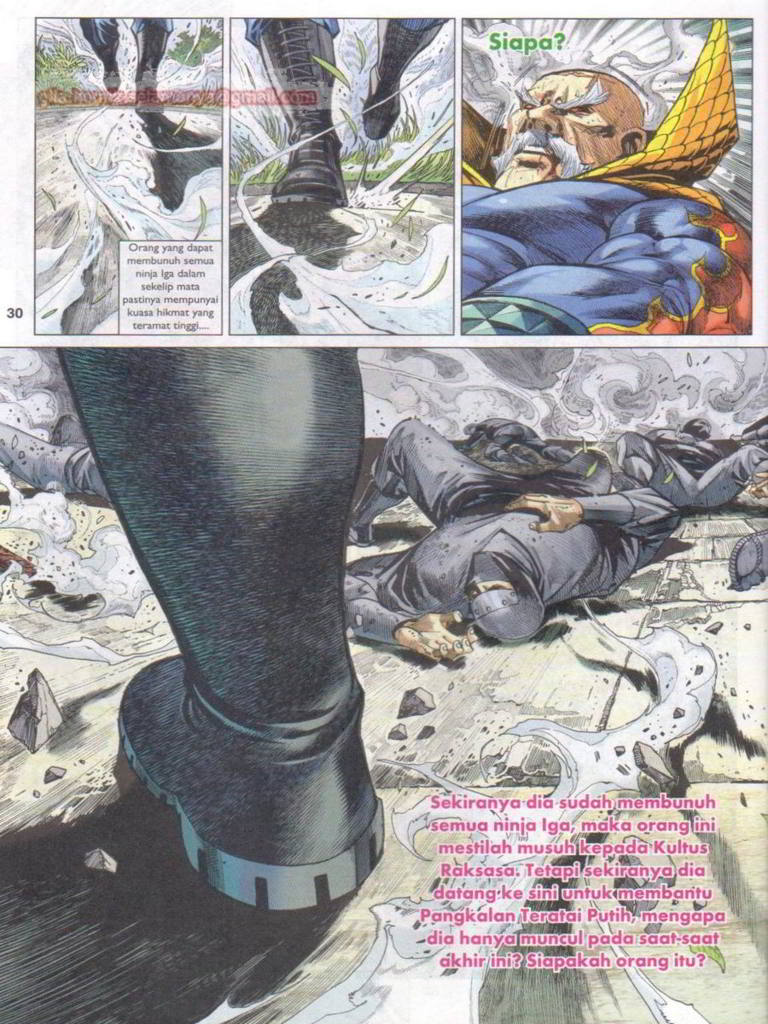 Siapa?
Orang yang dapat
membunuh semua
ninja Iga dalam
sekelip mata
pastinya mempunyai
kuasa hikmat yang
teramat tinggi....
30
Sekiranya dia sudah membunuh
semua ninja Iga, maka orang ini
mestilah musuh kepada Kultus
Raksasa. Tetapi sekiranya dia
datang ke sini untuk membantu
Pangkalan Teratai Putih, mengapa
dia hanya muncul pada saat-saat
akhir ini? Siapakah orang itu?